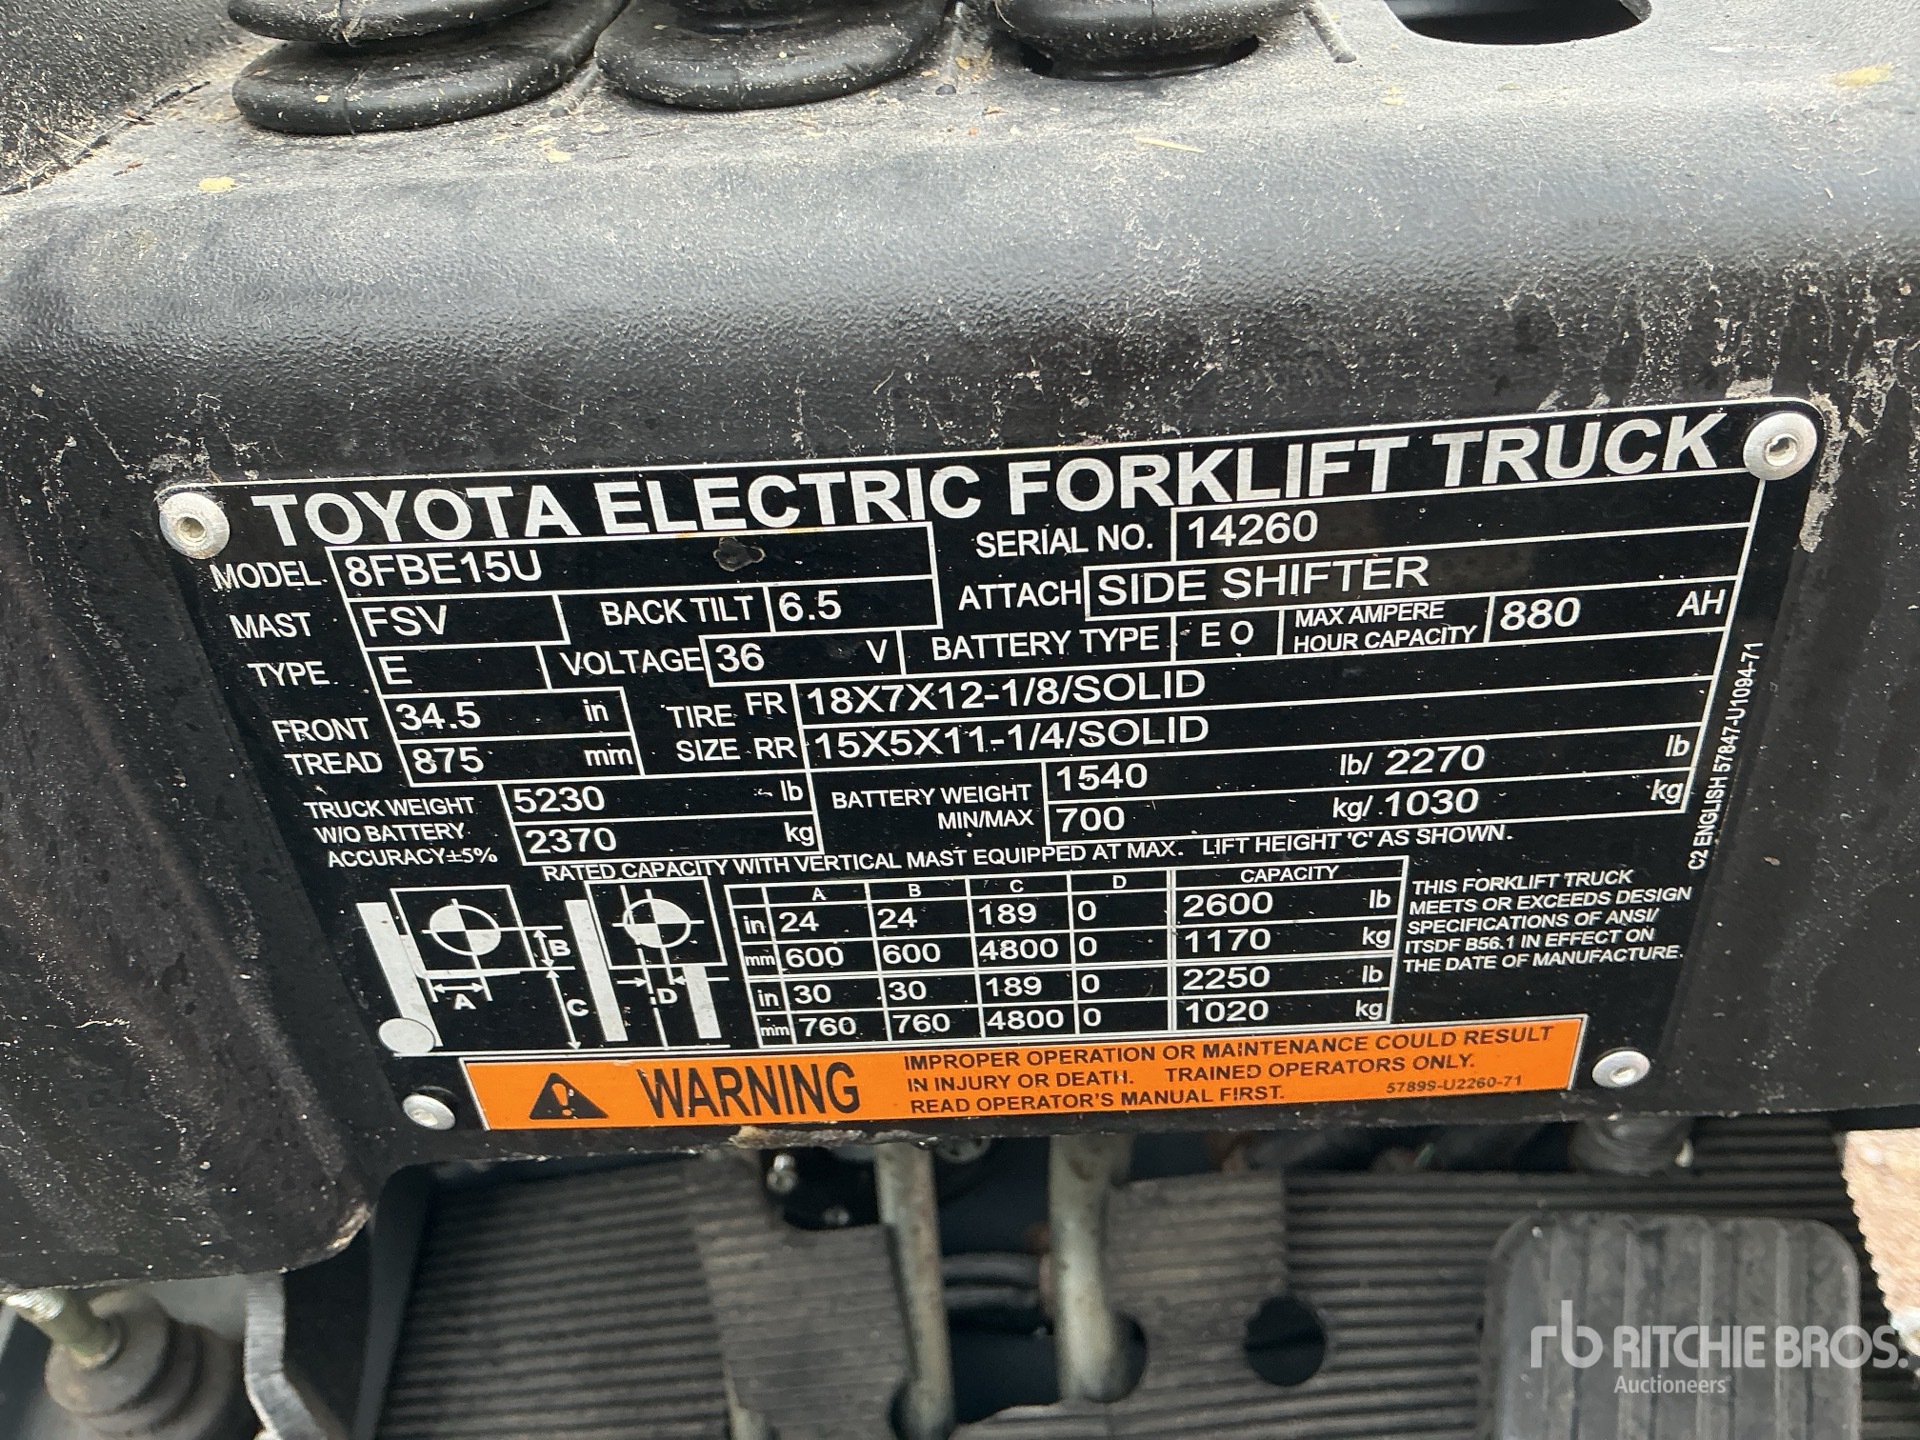 TOYOTA ELECTRIC FORKLIFT TRUCK
MODEL 8FBE15U SERIAL NO. 14260
MAST FSV BACK TILT 6.5 ATTACH SIDE SHIFTER
TYPE E VOLTAGE 36 V BATTERY TYPE E O MAX AMPERE HOUR CAPACITY 880 AH
FRONT TREAD 34.5 in TIRE SIZE FR 18X7X12-1/8/SOLID
875 mm RR 15X5X11-1/4/SOLID
TRUCK WEIGHT 5230 lb BATTERY WEIGHT 1540 lb/ 2270 lb
W/O BATTERY 2370 kg MIN/MAX 700 kg/ 1030 kg
ACCURACY±5%
RATED CAPACITY WITH VERTICAL MAST EQUIPPED AT MAX. LIFT HEIGHT 'C' AS SHOWN.
A B C D CAPACITY
in 24 24 189 0 2600 lb
mm 600 600 4800 0 1170 kg
in 30 30 189 0 2250 lb
mm 760 760 4800 0 1020 kg
B
A
C
D
THIS FORKLIFT TRUCK
MEETS OR EXCEEDS DESIGN
SPECIFICATIONS OF ANSI/
ITSDF B56.1 IN EFFECT ON
THE DATE OF MANUFACTURE.
C2 ENGLISH 57847-U1094-71
WARNING
IMPROPER OPERATION OR MAINTENANCE COULD RESULT
IN INJURY OR DEATH. TRAINED OPERATORS ONLY.
READ OPERATOR'S MANUAL FIRST. 57899-U2260-71
rb RITCHIE BROS.
Auctioneers